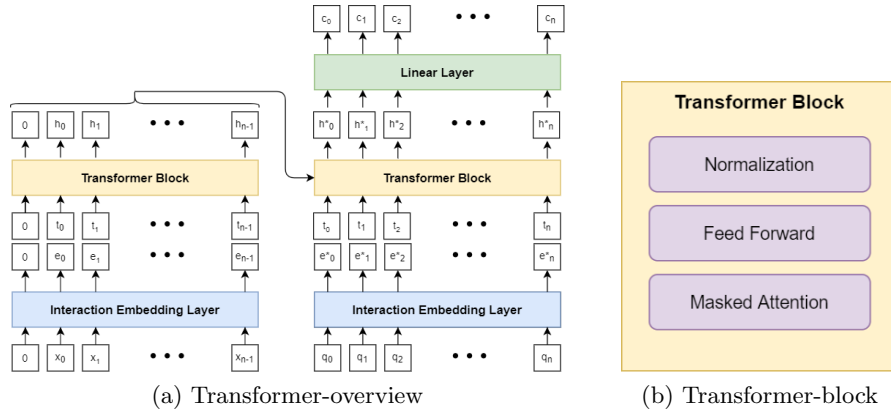 c₀ c₁ c₂ • • • cₙ
Linear Layer
h*₀ h*₁ h*₂ • • • h*ₙ
0 h₀ h₁ • • • hₙ₋₁
Transformer Block
Transformer Block
0 t₀ t₁ • • • tₙ₋₁
t₀ t₁ t₂ • • • tₙ
0 e₀ e₁ eₙ₋₁
e*₀ e*₁ e*₂ e*ₙ
Interaction Embedding Layer
Interaction Embedding Layer
0 x₀ x₁ • • • xₙ₋₁
q₀ q₁ q₂ • • • qₙ
(a) Transformer-overview
Transformer Block
Normalization
Feed Forward
Masked Attention
(b) Transformer-block